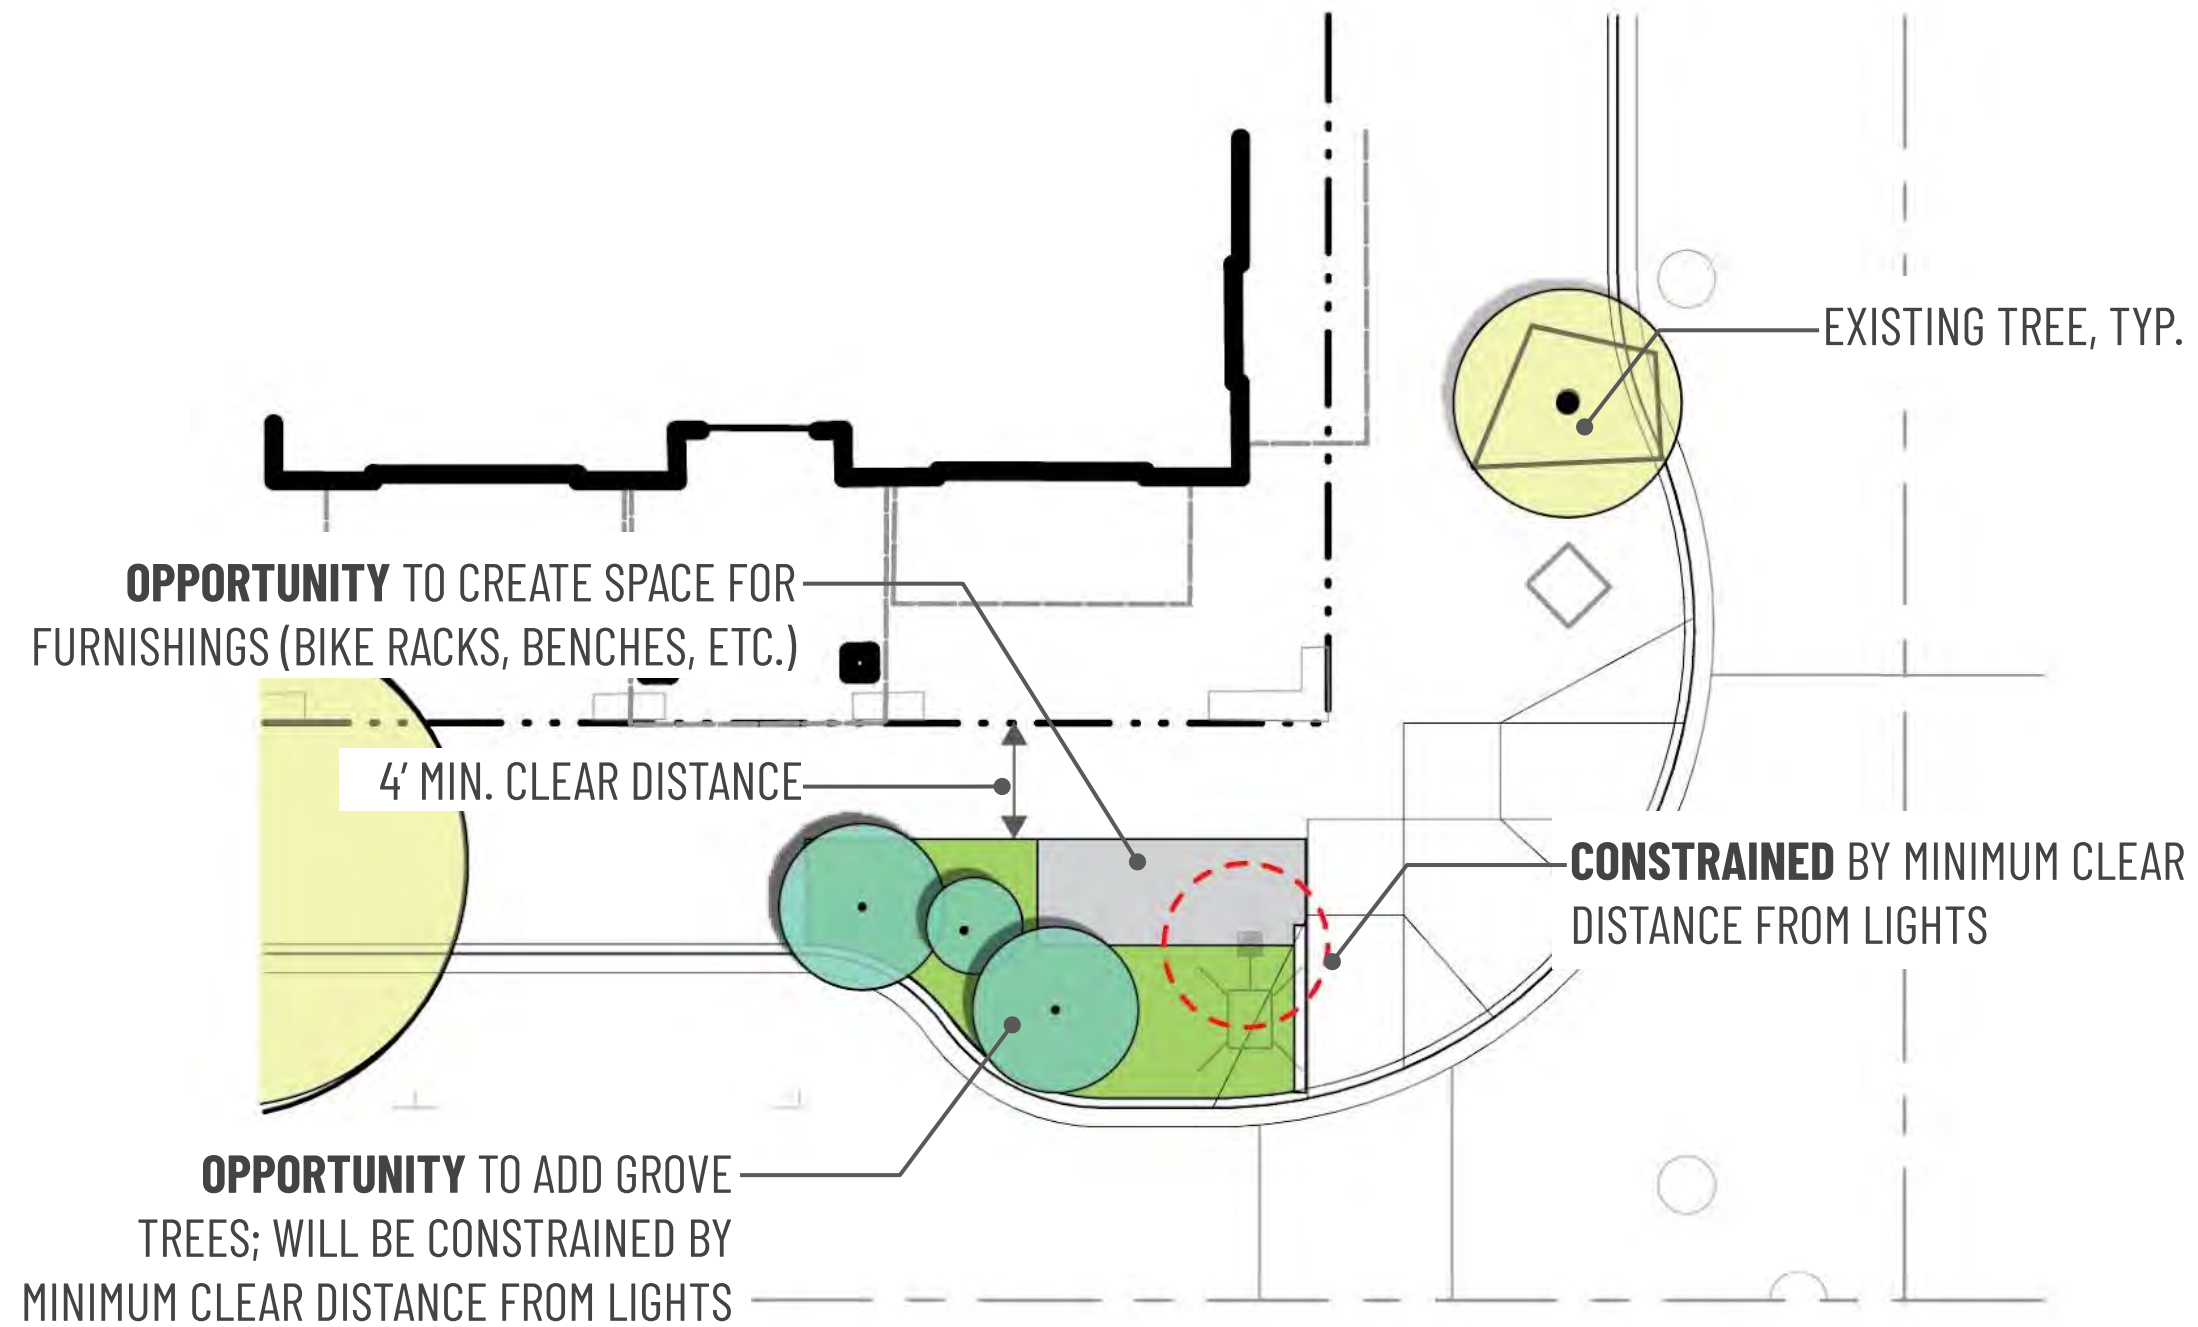 EXISTING TREE, TYP.
OPPORTUNITY TO CREATE SPACE FOR
FURNISHINGS (BIKE RACKS, BENCHES, ETC.)
4’ MIN. CLEAR DISTANCE
CONSTRAINED BY MINIMUM CLEAR
DISTANCE FROM LIGHTS
OPPORTUNITY TO ADD GROVE
TREES; WILL BE CONSTRAINED BY
MINIMUM CLEAR DISTANCE FROM LIGHTS